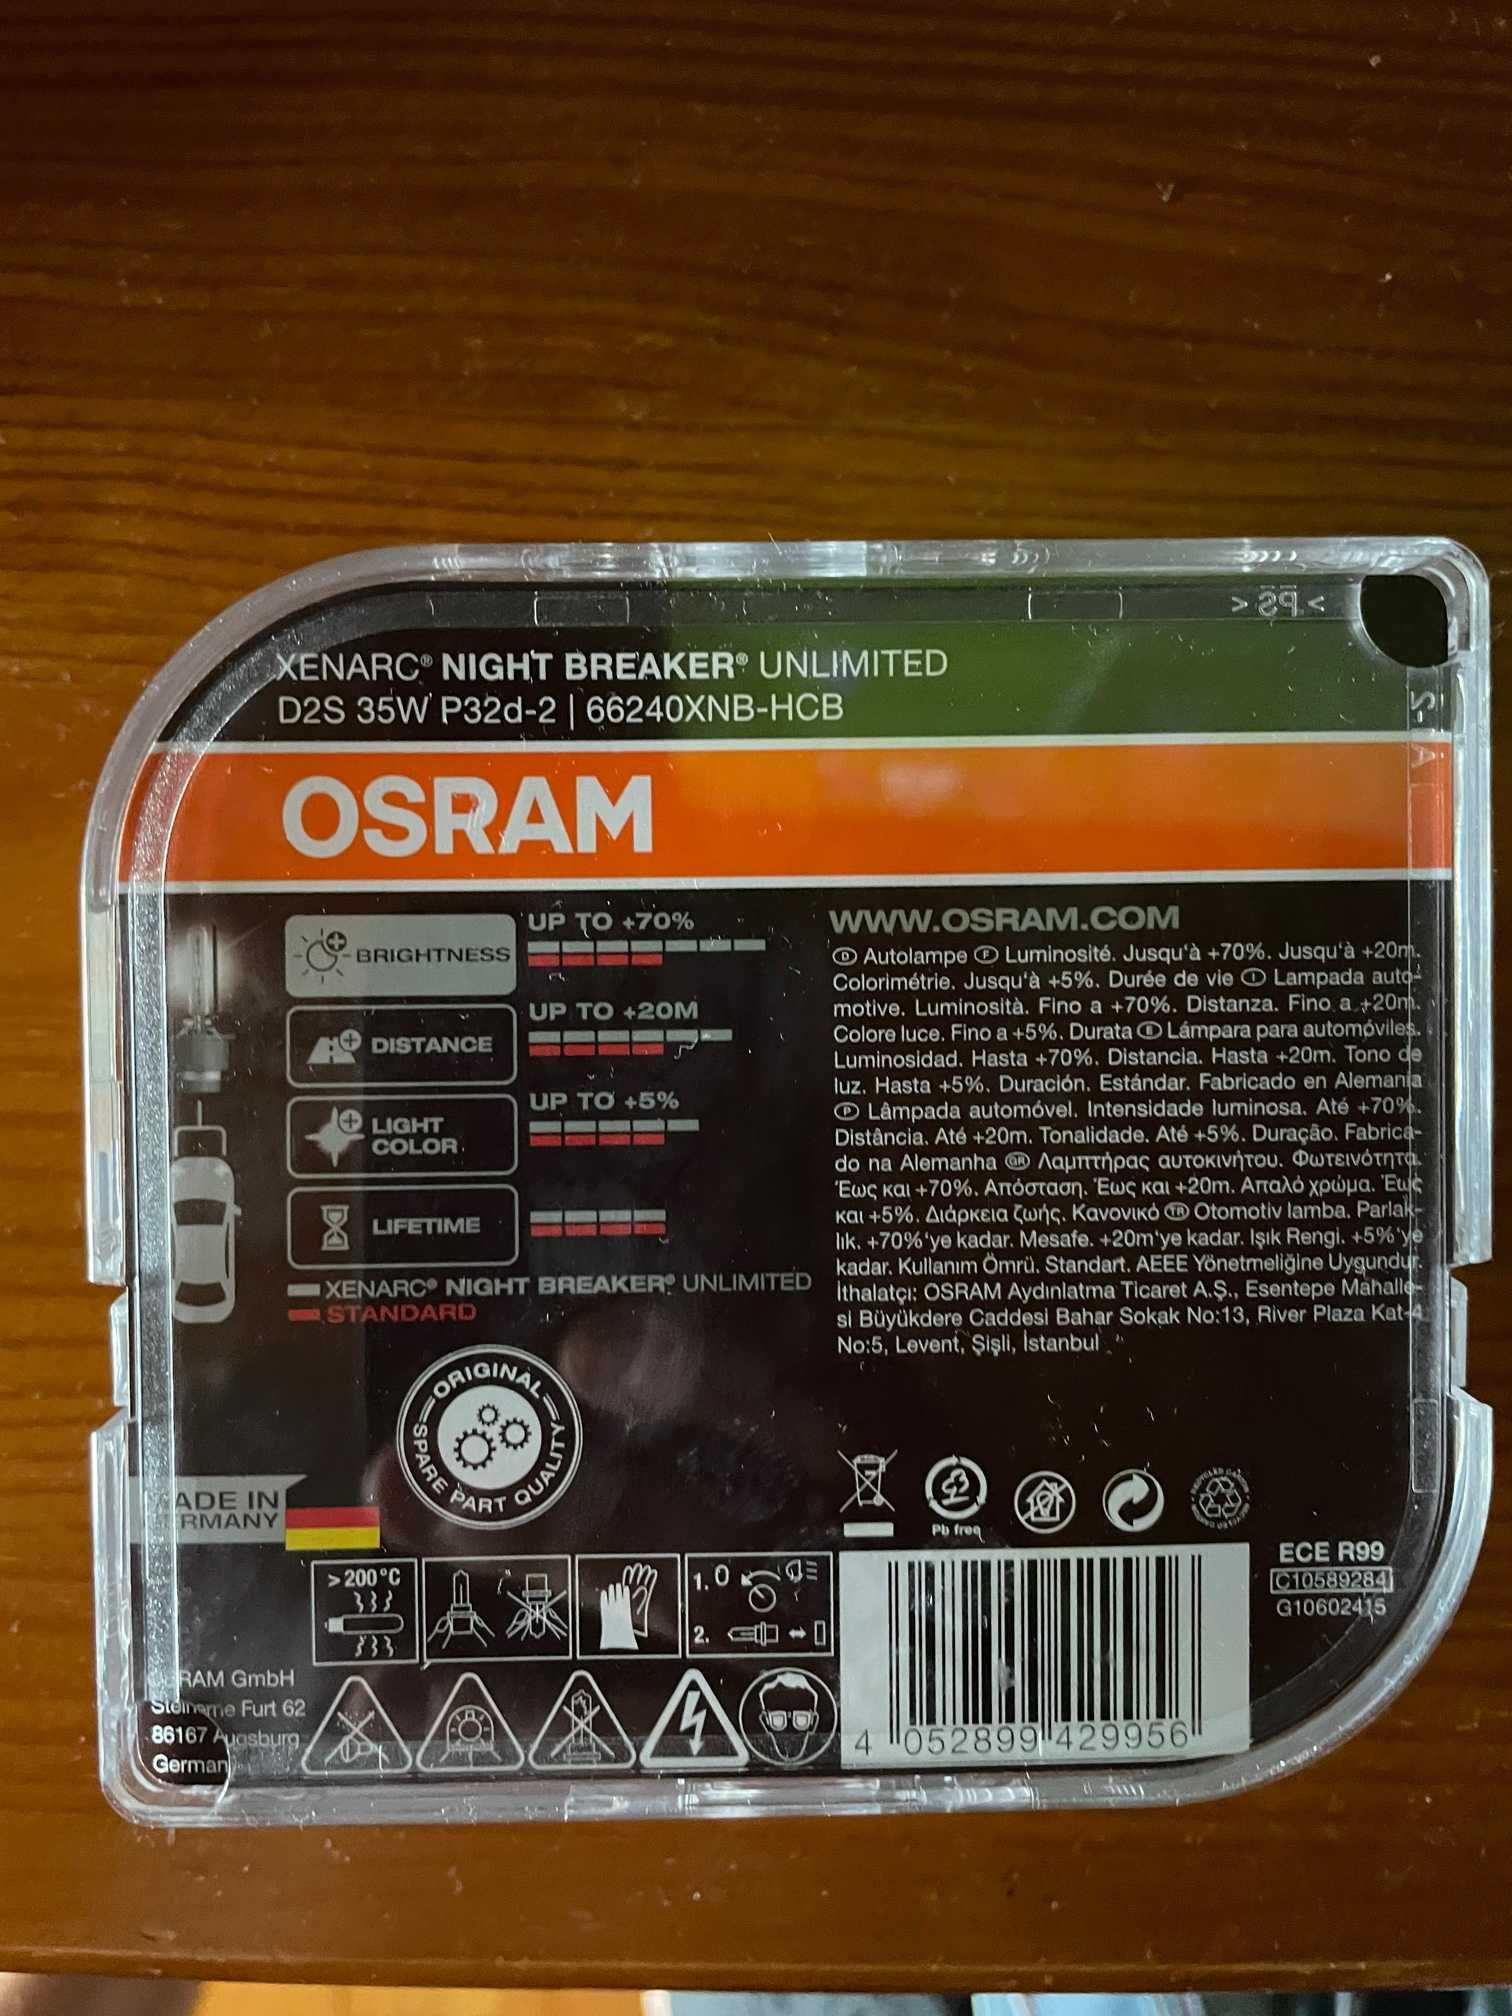 > PS <
XENARC® NIGHT BREAKER® UNLIMITED
D2S 35W P32d-2 | 66240XNB-HCB
OSRAM
BRIGHTNESS
UP TO +70%
DISTANCE
UP TO +20M
LIGHT
COLOR
UP TO +5%
LIFETIME
XENARC® NIGHT BREAKER® UNLIMITED
STANDARD
WWW.OSRAM.COM
(D) Autolampe (F) Luminosité. Jusqu'à +70%. Jusqu'à +20m.
Colorimétrie. Jusqu'à +5%. Durée de vie (I) Lampada auto-
motive. Luminosità. Fino a +70%. Distanza. Fino a +20m.
Colore luce. Fino a +5%. Durata (E) Lámpara para automóviles.
Luminosidad. Hasta +70%. Distancia. Hasta +20m. Tono de
luz. Hasta +5%. Duración. Estándar. Fabricado en Alemania
(P) Lâmpada automóvel. Intensidade luminosa. Até +70%.
Distância. Até +20m. Tonalidade. Até +5%. Duração. Fabrica-
do na Alemanha (GR) Λαμπτήρας αυτοκινήτου. Φωτεινότητα.
Έως και +70%. Απόσταση. Έως και +20m. Απαλό χρώμα. Έως
και +5%. Διάρκεια ζωής. Κανονικό (TR) Otomotiv lamba. Parlak-
lık. +70%'ye kadar. Mesafe. +20m'ye kadar. Işik Rengi. +5%'ye
kadar. Kullanım Ömrü. Standart. AEEE Yönetmeliğine Uygundur.
İthalatçı: OSRAM Aydınlatma Ticaret A.Ş., Esentepe Mahalle-
si Büyükdere Caddesi Bahar Sokak No:13, River Plaza Kat-4
No:5, Levent, Şişli, İstanbul
ORIGINAL
SPARE PART QUALITY
ADE IN
RMANY
Pb free
ECE R99
C10589284
G10602415
>200°C
1. 0
2.
RAM GmbH
Steinerne Furt 62
86167 Augsburg
German
4 052899 429956